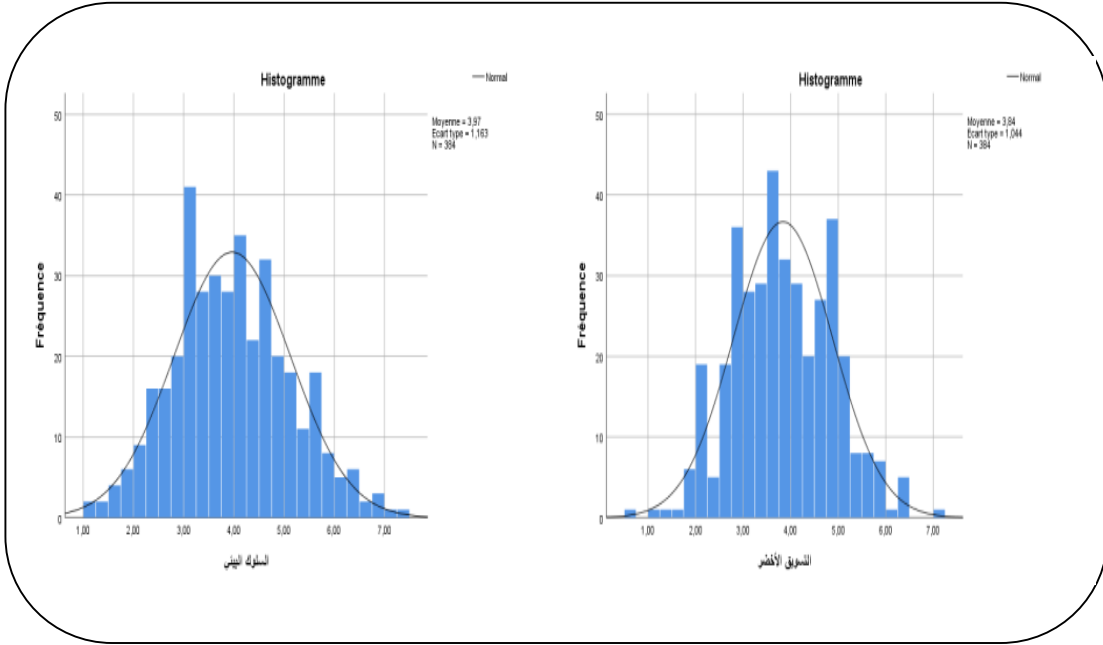 Histogramme
Normal
Moyenne = 3,97
Ecart type = 1,163
N = 384
50
40
30
20
10
0
Fréquence
1,00 2,00 3,00 4,00 5,00 6,00 7,00
السلوك البيئي
Histogramme
Normal
Moyenne = 3,84
Ecart type = 1,044
N = 384
50
40
30
20
10
0
Fréquence
1,00 2,00 3,00 4,00 5,00 6,00 7,00
التسويق الأخضر